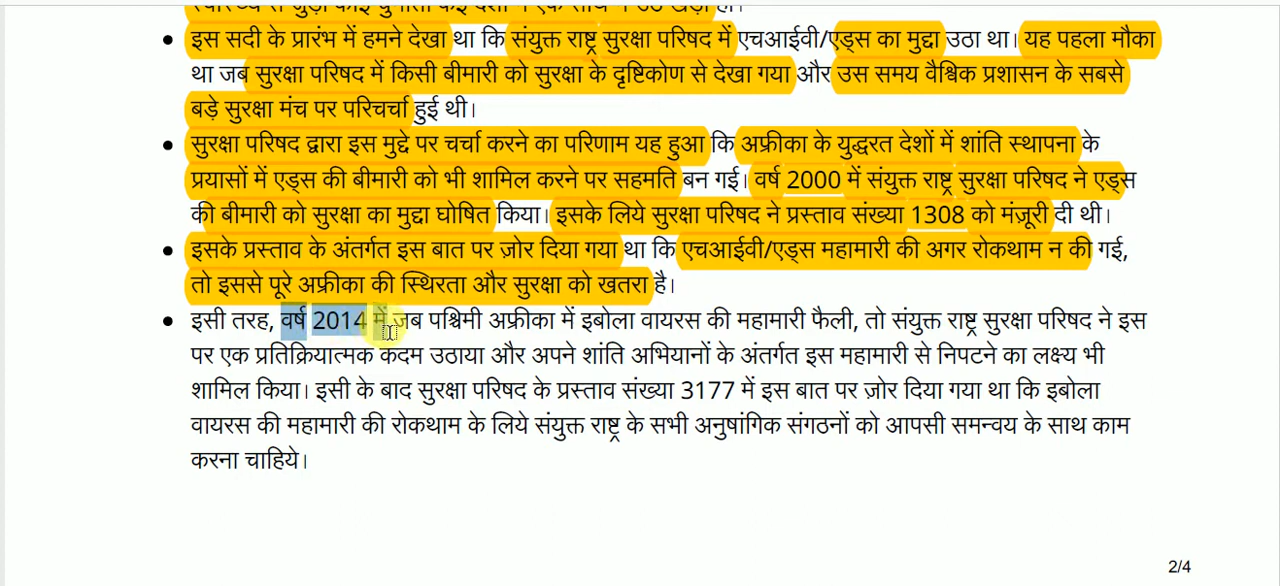 स्वास्थ्य से जुड़ी कोई चुनौती कई देशों ने एक साथ न उठ खड़ी हो।
इस सदी के प्रारंभ में हमने देखा था कि संयुक्त राष्ट्र सुरक्षा परिषद में एचआईवी/एड्स का मुद्दा उठा था। यह पहला मौका
था जब सुरक्षा परिषद में किसी बीमारी को सुरक्षा के दृष्टिकोण से देखा गया और उस समय वैश्विक प्रशासन के सबसे
बड़े सुरक्षा मंच पर परिचर्चा हुई थी।
सुरक्षा परिषद द्वारा इस मुद्दे पर चर्चा करने का परिणाम यह हुआ कि अफ्रीका के युद्धरत देशों में शांति स्थापना के
प्रयासों में एड्स की बीमारी को भी शामिल करने पर सहमति बन गई। वर्ष 2000 में संयुक्त राष्ट्र सुरक्षा परिषद ने एड्स
की बीमारी को सुरक्षा का मुद्दा घोषित किया। इसके लिये सुरक्षा परिषद ने प्रस्ताव संख्या 1308 को मंज़ूरी दी थी।
इसके प्रस्ताव के अंतर्गत इस बात पर ज़ोर दिया गया था कि एचआईवी/एड्स महामारी की अगर रोकथाम न की गई,
तो इससे पूरे अफ्रीका की स्थिरता और सुरक्षा को खतरा है।
इसी तरह, वर्ष 2014 में जब पश्चिमी अफ्रीका में इबोला वायरस की महामारी फैली, तो संयुक्त राष्ट्र सुरक्षा परिषद ने इस
पर एक प्रतिक्रियात्मक कदम उठाया और अपने शांति अभियानों के अंतर्गत इस महामारी से निपटने का लक्ष्य भी
शामिल किया। इसी के बाद सुरक्षा परिषद के प्रस्ताव संख्या 3177 में इस बात पर ज़ोर दिया गया था कि इबोला
वायरस की महामारी की रोकथाम के लिये संयुक्त राष्ट्र के सभी अनुषांगिक संगठनों को आपसी समन्वय के साथ काम
करना चाहिये।
2/4